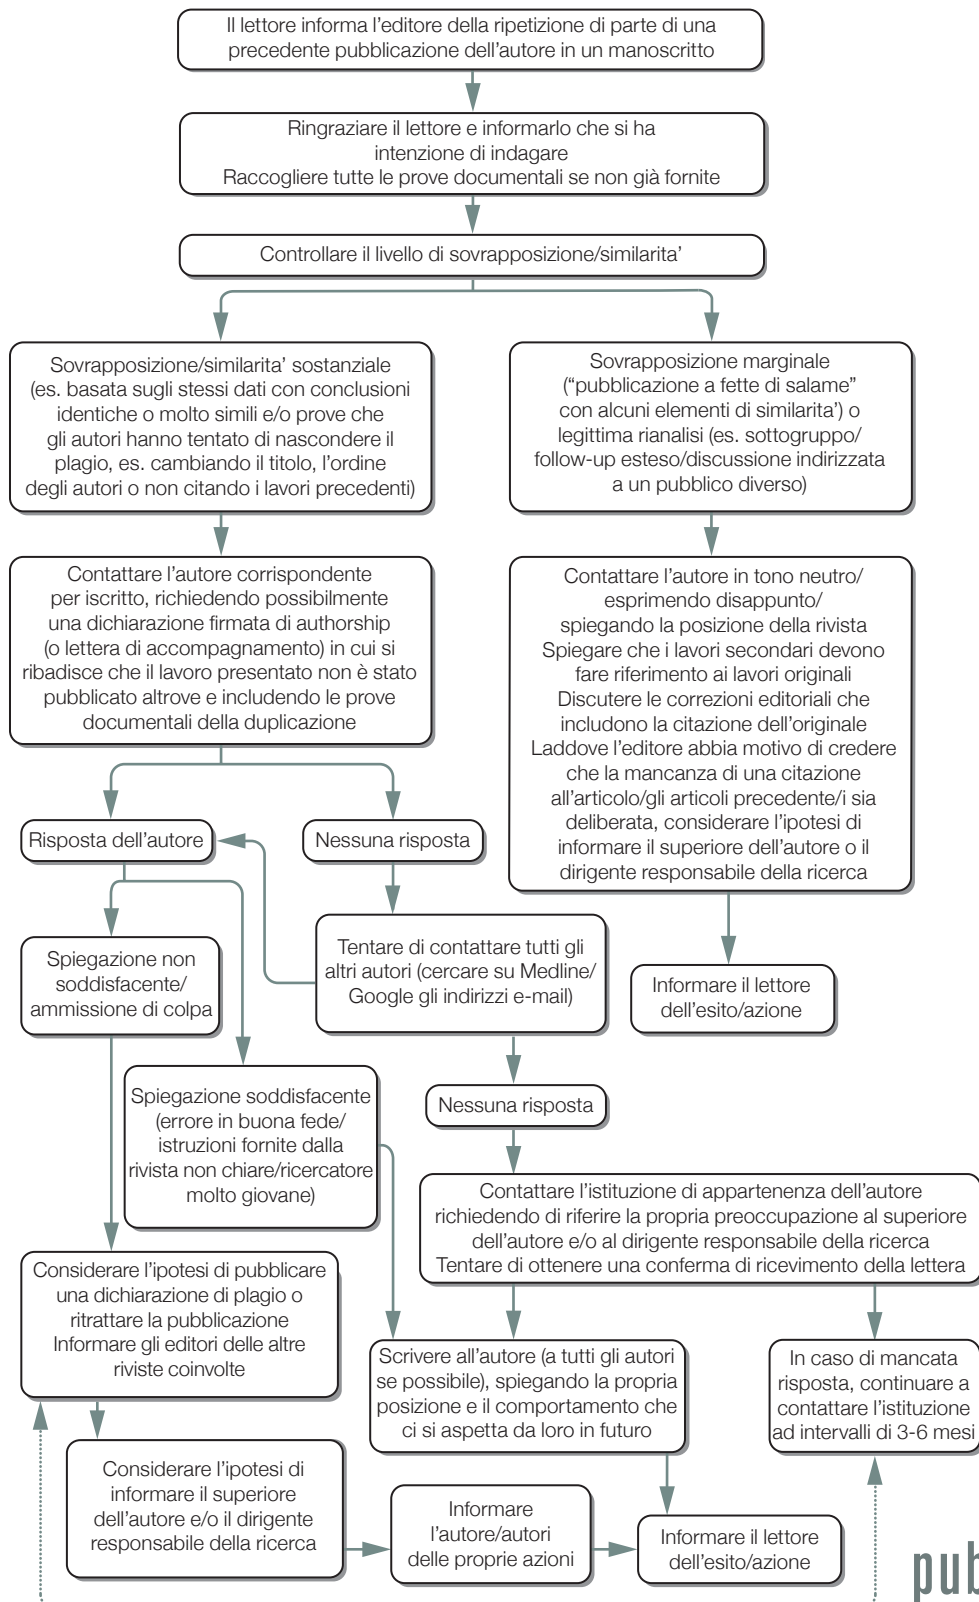 Il lettore informa l'editore della ripetizione di parte di una
precedente pubblicazione dell'autore in un manoscritto
Ringraziare il lettore e informarlo che si ha
intenzione di indagare
Raccogliere tutte le prove documentali se non già fornite
Controllare il livello di sovrapposizione/similarita'
Sovrapposizione/similarita' sostanziale
(es. basata sugli stessi dati con conclusioni
identiche o molto simili e/o prove che
gli autori hanno tentato di nascondere il
plagio, es. cambiando il titolo, l'ordine
degli autori o non citando i lavori precedenti)
Sovrapposizione marginale
("pubblicazione a fette di salame"
con alcuni elementi di similarita') o
legittima rianalisi (es. sottogruppo/
follow-up esteso/discussione indirizzata
a un pubblico diverso)
Contattare l'autore corrispondente
per iscritto, richiedendo possibilmente
una dichiarazione firmata di authorship
(o lettera di accompagnamento) in cui si
ribadisce che il lavoro presentato non è stato
pubblicato altrove e includendo le prove
documentali della duplicazione
Contattare l'autore in tono neutro/
esprimendo disappunto/
spiegando la posizione della rivista
Spiegare che i lavori secondari devono
fare riferimento ai lavori originali
Discutere le correzioni editoriali che
includono la citazione dell'originale
Laddove l'editore abbia motivo di credere
che la mancanza di una citazione
all'articolo/gli articoli precedente/i sia
deliberata, considerare l'ipotesi di
informare il superiore dell'autore o il
dirigente responsabile della ricerca
Risposta dell'autore
Nessuna risposta
Spiegazione non
soddisfacente/
ammissione di colpa
Tentare di contattare tutti gli
altri autori (cercare su Medline/
Google gli indirizzi e-mail)
Informare il lettore
dell'esito/azione
Spiegazione soddisfacente
(errore in buona fede/
istruzioni fornite dalla
rivista non chiare/ricercatore
molto giovane)
Nessuna risposta
Contattare l'istituzione di appartenenza dell'autore
richiedendo di riferire la propria preoccupazione al superiore
dell'autore e/o al dirigente responsabile della ricerca
Tentare di ottenere una conferma di ricevimento della lettera
Considerare l'ipotesi di pubblicare
una dichiarazione di plagio o
ritrattare la pubblicazione
Informare gli editori delle altre
riviste coinvolte
Scrivere all'autore (a tutti gli autori
se possibile), spiegando la propria
posizione e il comportamento che
ci si aspetta da loro in futuro
In caso di mancata
risposta, continuare a
contattare l'istituzione
ad intervalli di 3-6 mesi
Considerare l'ipotesi di
informare il superiore
dell'autore e/o il dirigente
responsabile della ricerca
Informare
l'autore/autori
delle proprie azioni
Informare il lettore
dell'esito/azione
pub